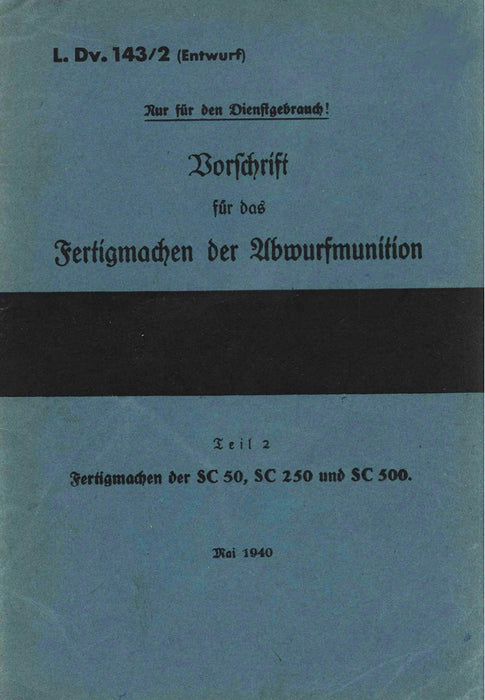 L. Dv. 143/2 (Entwurf)
Nur für den Dienstgebrauch!
Vorschrift
für das
Fertigmachen der Abwurfmunition
Teil 2
Fertigmachen der SC 50, SC 250 und SC 500.
Mai 1940